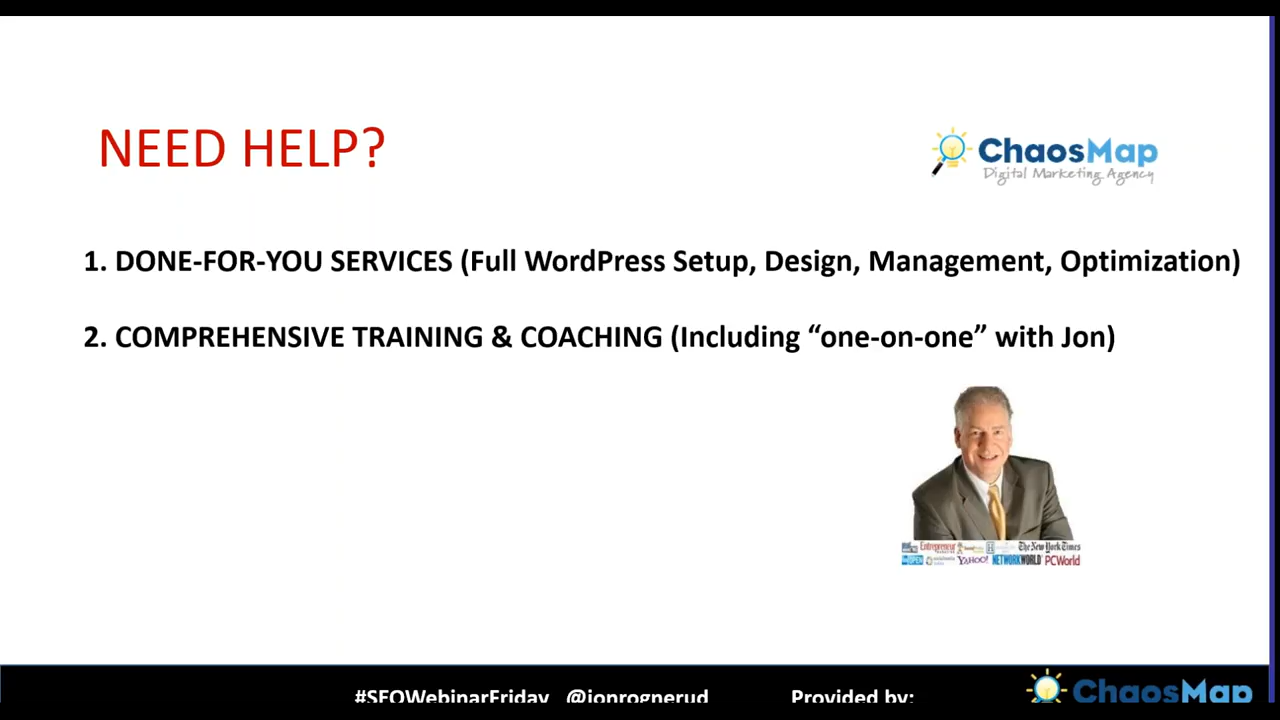 NEED HELP?
ChaosMap
Digital Marketing Agency
1. DONE-FOR-YOU SERVICES (Full WordPress Setup, Design, Management, Optimization)
2. COMPREHENSIVE TRAINING & COACHING (Including “one-on-one” with Jon)
Entrepreneur The New York Times
YAHOO! NETWORKWORLD PCWorld
#SEOWebinarFriday @jonrognerud Provided by: ChaosMap